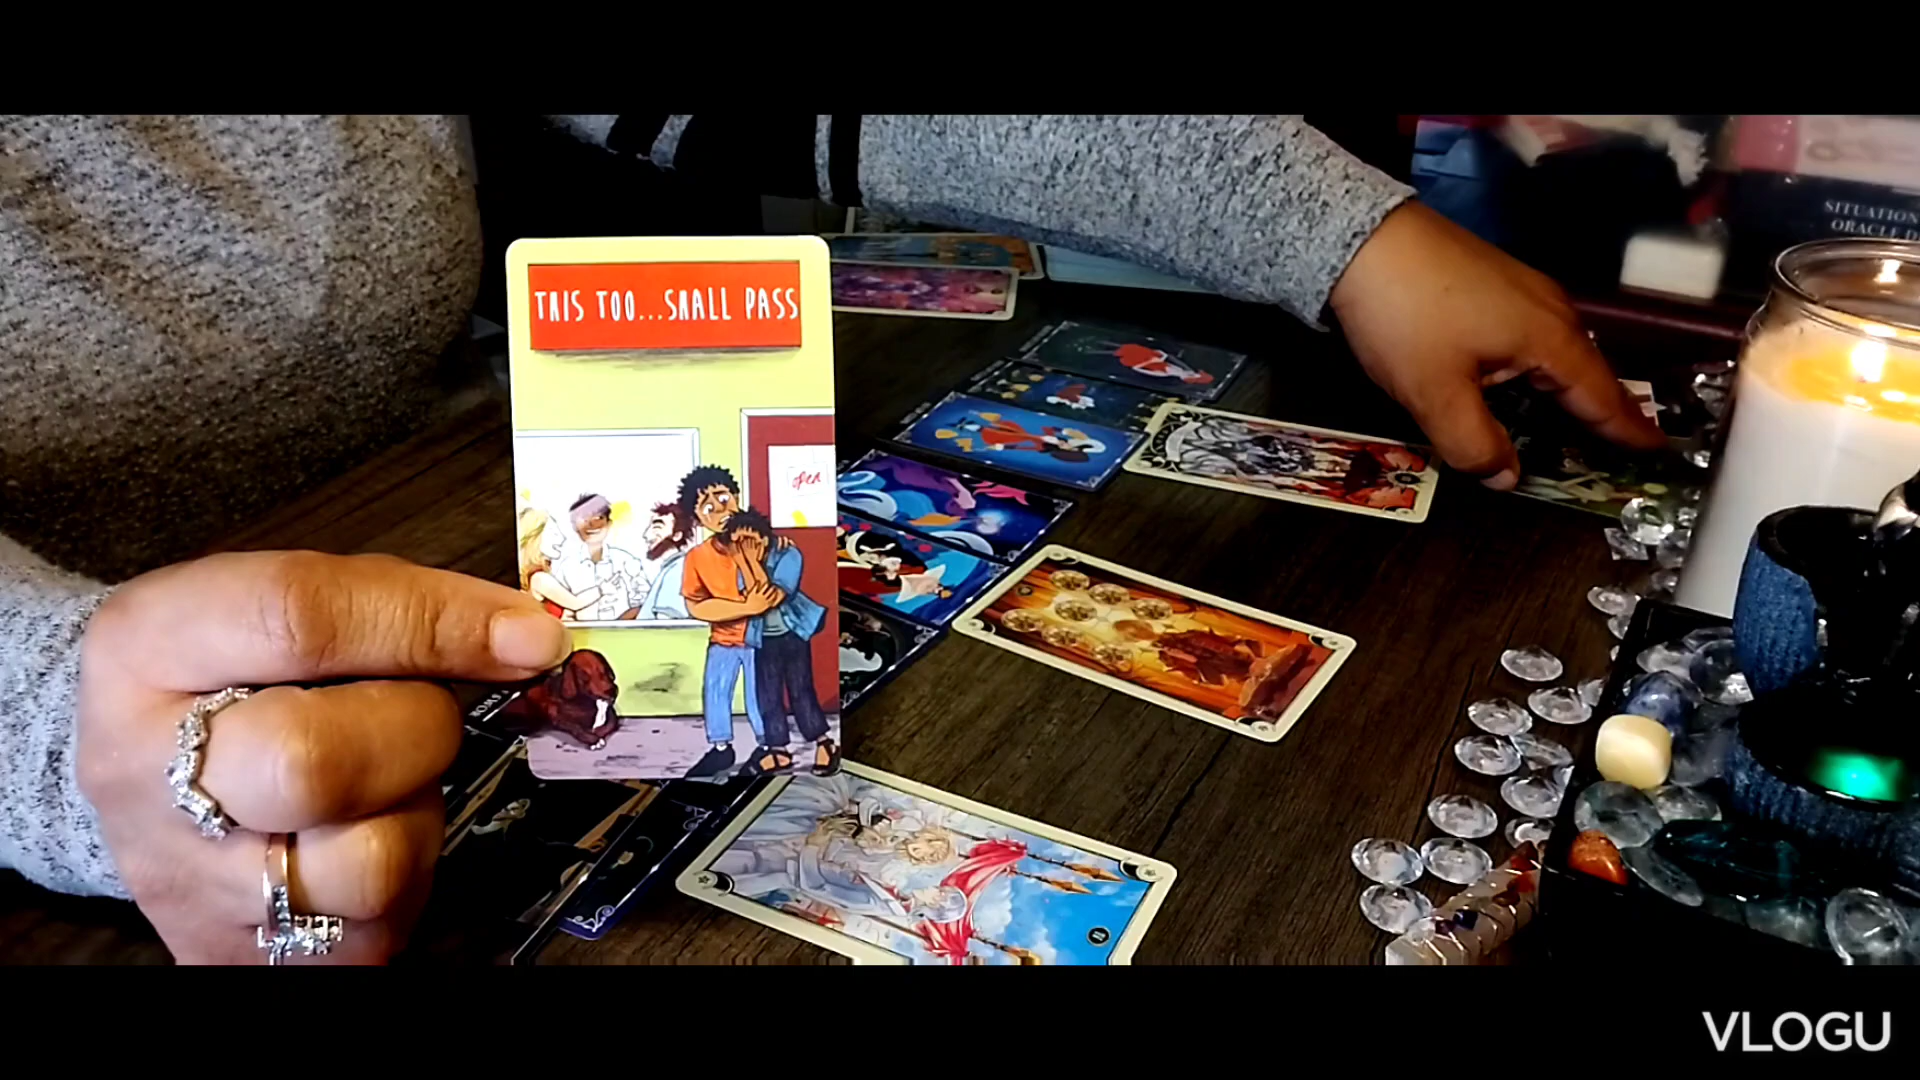 THIS TOO...SHALL PASS
open
SITUATION
ORACLE D
VLOGU